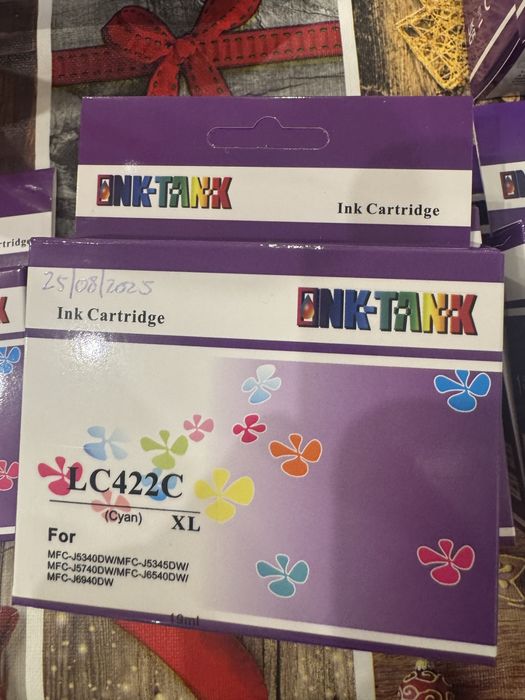 INK-TANK
Ink Cartridge
25/08/2025
Ink Cartridge
INK-TANK
LC422C
(Cyan) XL
For
MFC-J5340DW/MFC-J5345DW/
MFC-J5740DW/MFC-J6540DW/
MFC-J6940DW
19ml